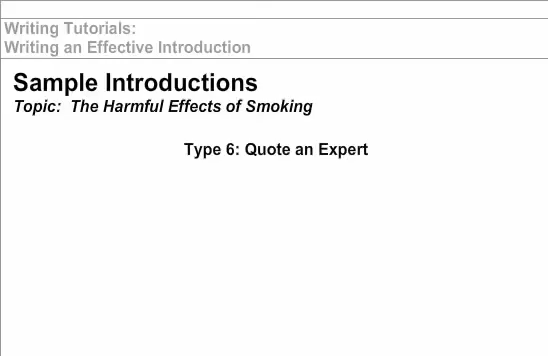 Writing Tutorials:
Writing an Effective Introduction
Sample Introductions
Topic:  The Harmful Effects of Smoking
Type 6: Quote an Expert